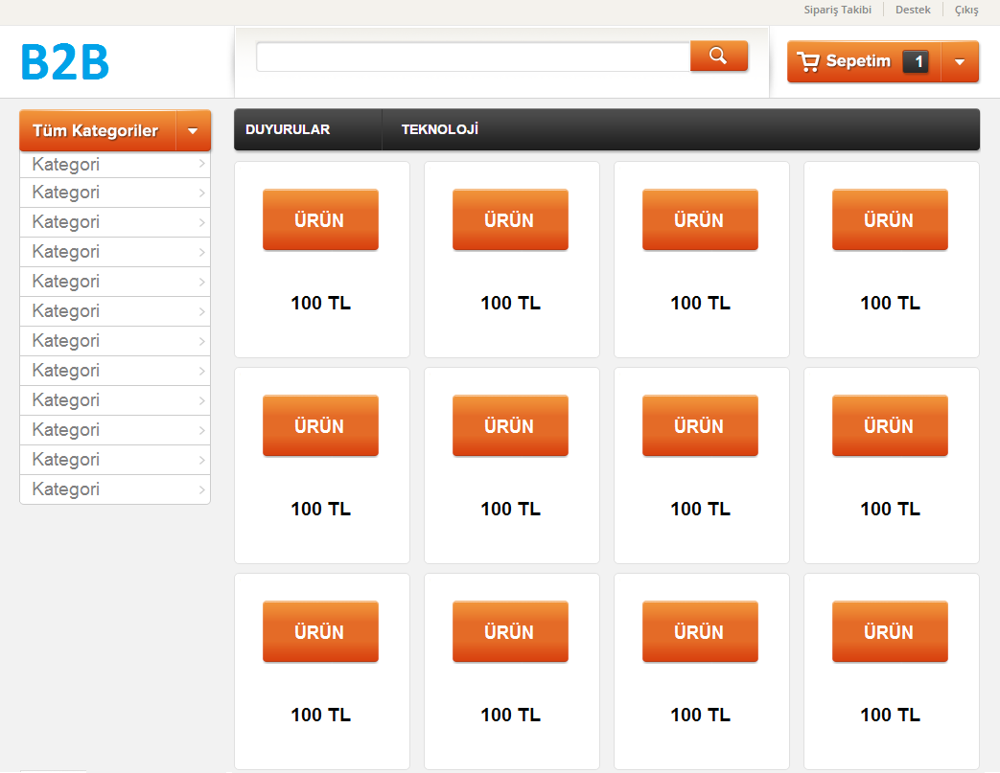 Sipariş Takibi Destek Çıkış
B2B
Sepetim 1
Tüm Kategoriler
DUYURULAR TEKNOLOJİ
Kategori
Kategori
Kategori
Kategori
Kategori
Kategori
Kategori
Kategori
Kategori
Kategori
Kategori
Kategori
ÜRÜN ÜRÜN ÜRÜN ÜRÜN
100 TL 100 TL 100 TL 100 TL
ÜRÜN ÜRÜN ÜRÜN ÜRÜN
100 TL 100 TL 100 TL 100 TL
ÜRÜN ÜRÜN ÜRÜN ÜRÜN
100 TL 100 TL 100 TL 100 TL